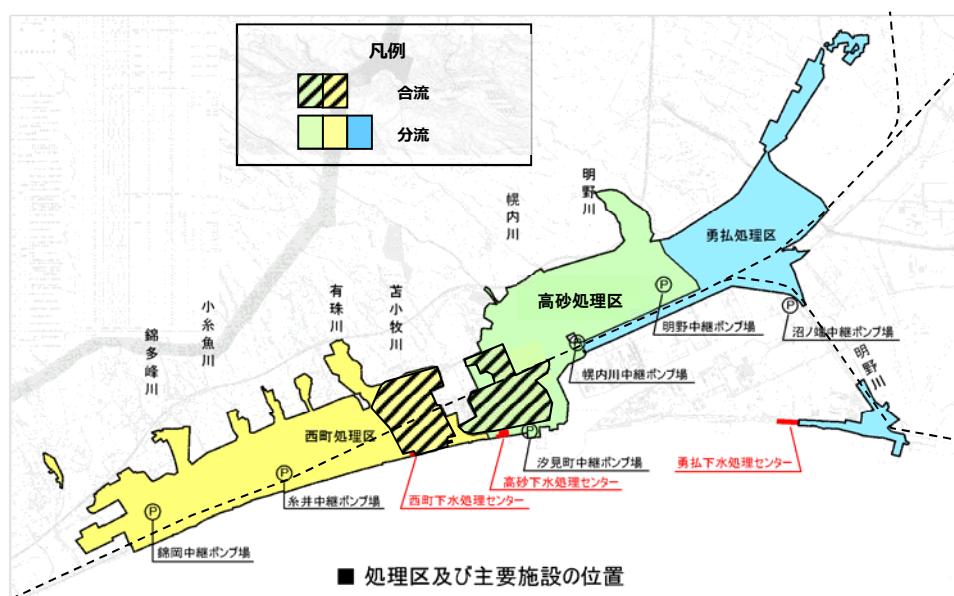 凡例
合流
分流
明野川
幌内川
勇払処理区
高砂処理区
有珠川
苫小牧川
小糸魚川
錦多峰川
明野中継ポンプ場
沼ノ端中継ポンプ場
幌内川中継ポンプ場
明野川
西町処理区
汐見町中継ポンプ場
勇払下水処理センター
高砂下水処理センター
西町下水処理センター
糸井中継ポンプ場
錦岡中継ポンプ場
P
P
P
P
P
P
■ 処理区及び主要施設の位置